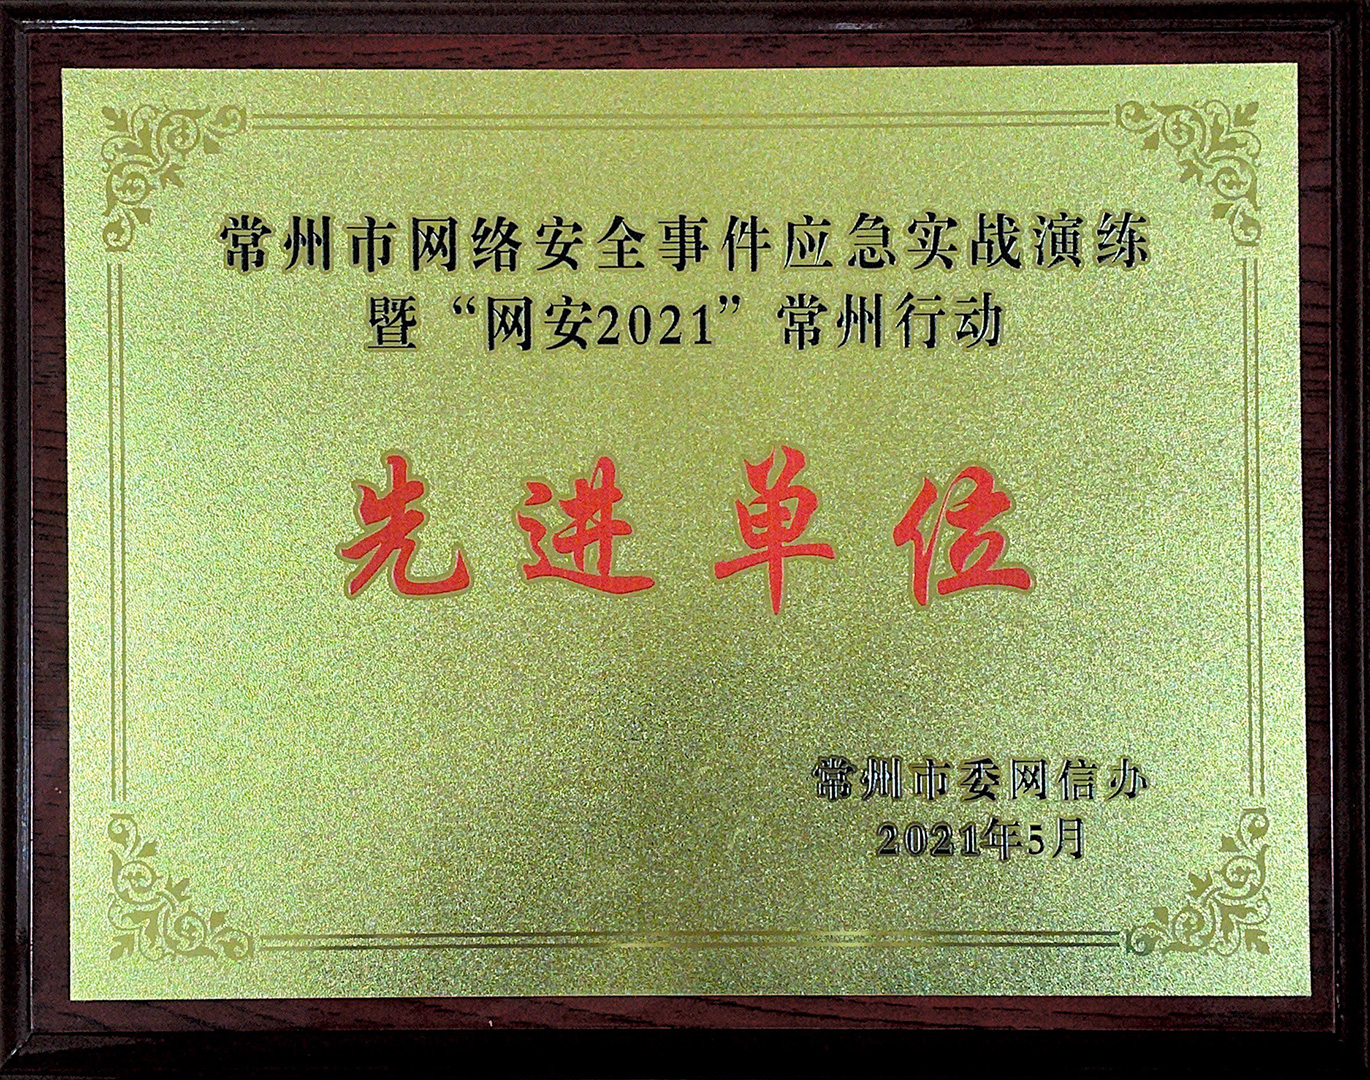 常州市网络安全事件应急实战演练
暨“网安2021”常州行动
先进单位
常州市委网信办
2021年5月